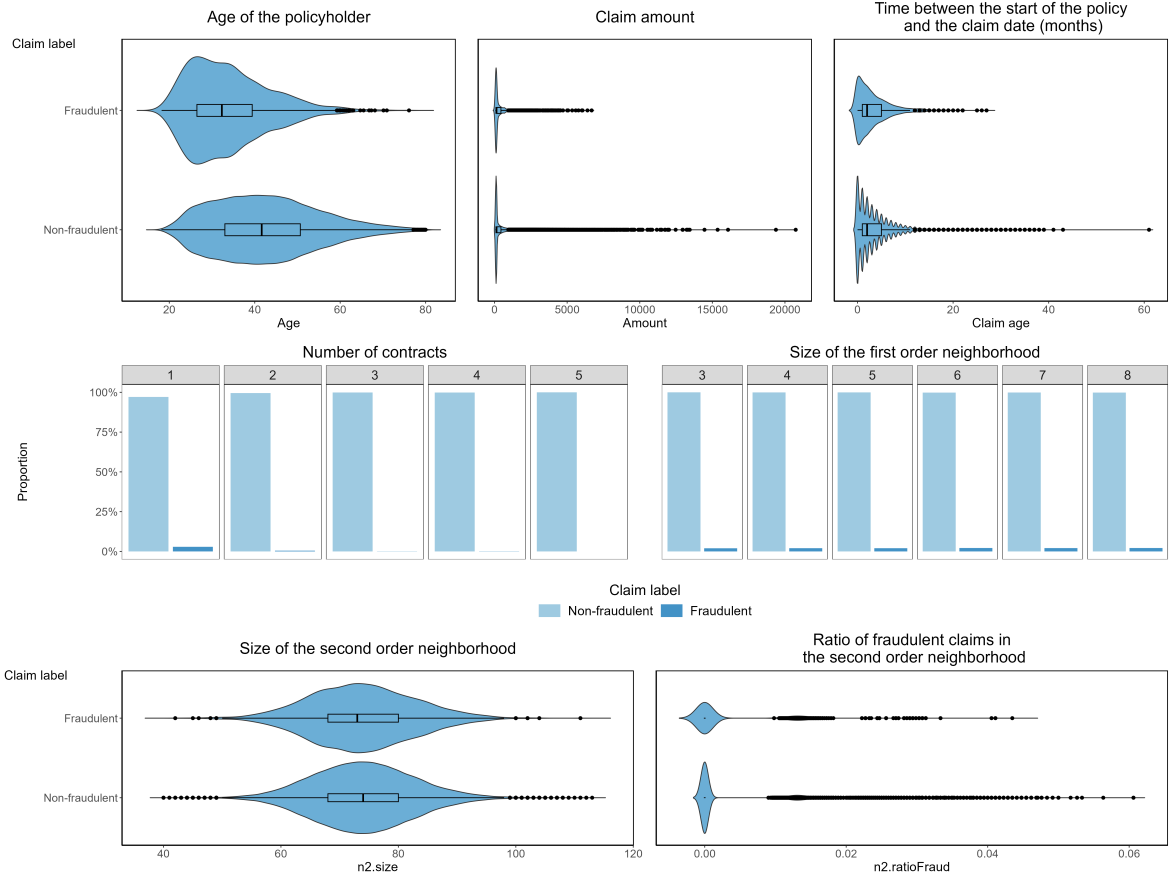 Age of the policyholder
Claim amount
Time between the start of the policy
and the claim date (months)
Claim label
Fraudulent
Non-fraudulent
20 40 60 80
Age
0 5000 10000 15000 20000
Amount
0 20 40 60
Claim age
Number of contracts
Size of the first order neighborhood
1 2 3 4 5
3 4 5 6 7 8
100%
75%
50%
25%
0%
Proportion
Claim label
Non-fraudulent Fraudulent
Size of the second order neighborhood
Ratio of fraudulent claims in
the second order neighborhood
Claim label
Fraudulent
Non-fraudulent
40 60 80 100 120
n2.size
0.00 0.02 0.04 0.06
n2.ratioFraud